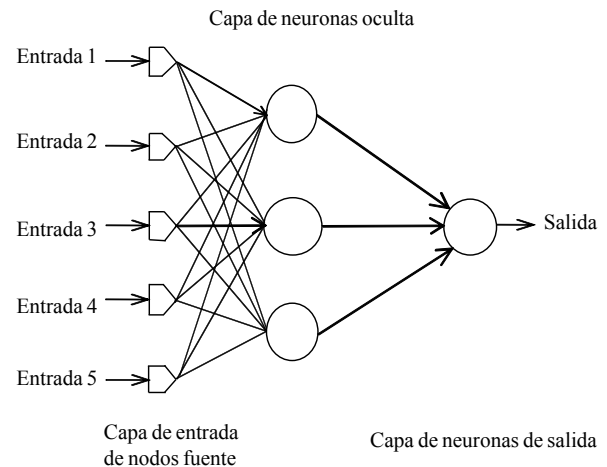 Capa de neuronas oculta
Entrada 1
Entrada 2
Entrada 3
Entrada 4
Entrada 5
Salida
Capa de entrada
de nodos fuente
Capa de neuronas de salida